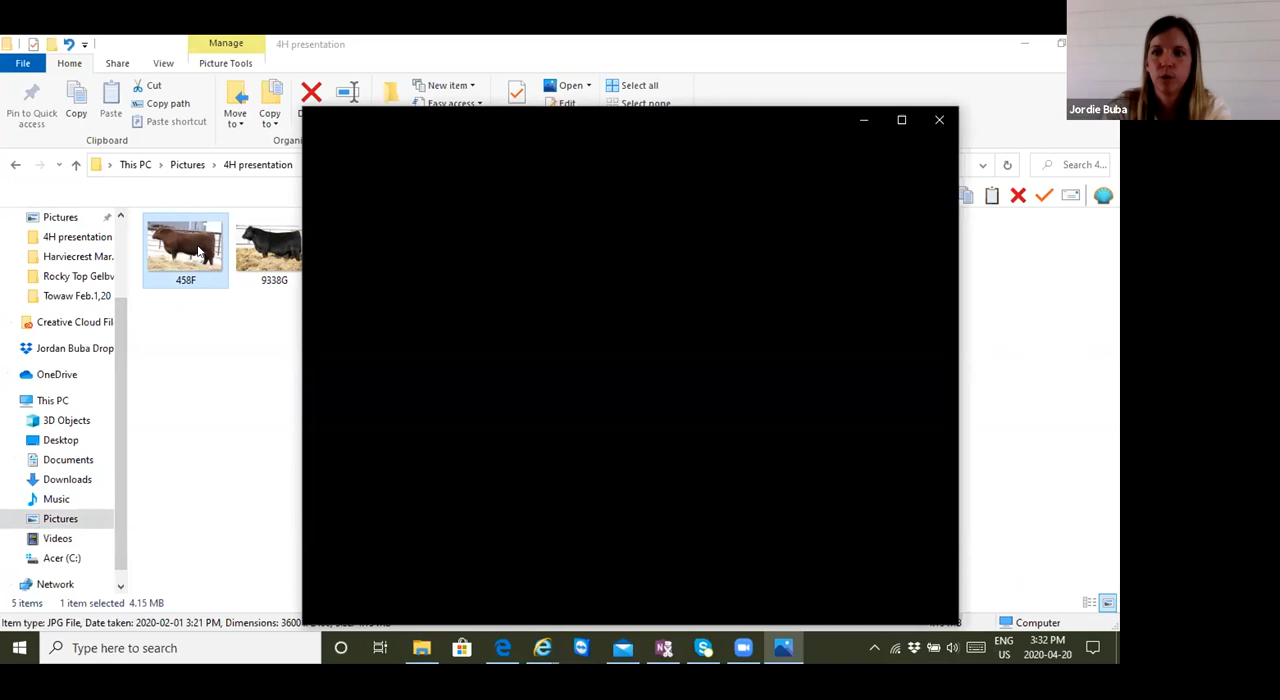 Manage
4H presentation
File
Home
Share
View
Picture Tools
Pin to Quick access
Copy
Paste
Cut
Copy path
Paste shortcut
Clipboard
Move to
Copy to
Organi
New item
Easy access
Open
Edit
Select all
Select none
Jordie Buba
This PC
Pictures
4H presentation
Search 4...
Pictures
4H presentation
Harviecrest Mar.
Rocky Top Gelbv
Towaw Feb.1,20
Creative Cloud Fil
Jordan Buba Drop
OneDrive
This PC
3D Objects
Desktop
Documents
Downloads
Music
Pictures
Videos
Acer (C:)
Network
458F
9338G
5 items
1 item selected 4.15 MB
Item type: JPG File, Date taken: 2020-02-01 3:21 PM, Dimensions: 3600
Computer
Type here to search
ENG
US
3:32 PM
2020-04-20